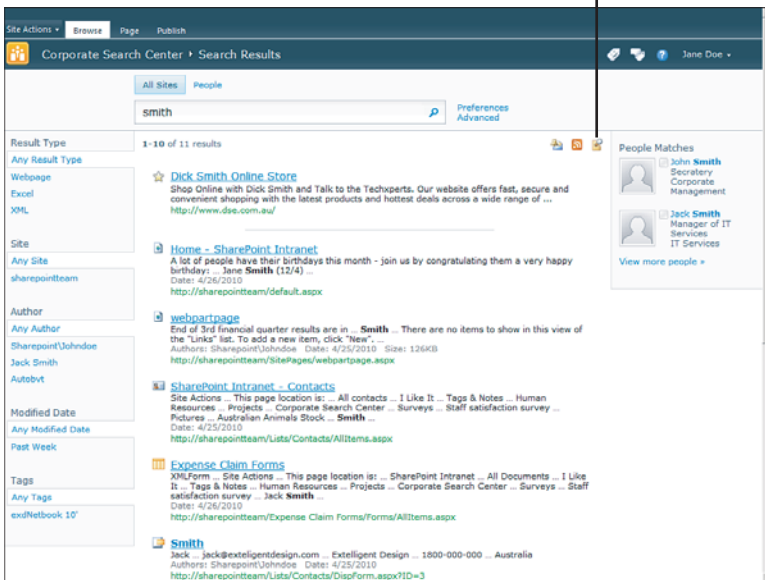 Site Actions Browse Page Publish
Corporate Search Center › Search Results
Jane Doe
All Sites People
smith
Preferences
Advanced
Result Type
Any Result Type
Webpage
Excel
XML
Site
Any Site
sharepointteam
Author
Any Author
Sharepoint\Johndoe
Jack Smith
Autobvt
Modified Date
Any Modified Date
Past Week
Tags
Any Tags
exdNetbook 10'
1-10 of 11 results
Dick Smith Online Store
Shop Online with Dick Smith and Talk to the Techxperts. Our website offers fast, secure and
convenient shopping with the latest products and hottest deals across a wide range of ...
http://www.dse.com.au/
Home - SharePoint Intranet
A lot of people have their birthdays this month - join us by congratulating them a very happy
birthday: ... Jane Smith (12/4) ...
Date: 4/26/2010
http://sharepointteam/default.aspx
webpartpage
End of 3rd financial quarter results are in ... Smith ... There are no items to show in this view of
the "Links" list. To add a new item, click "New". ...
Authors: Sharepoint\Johndoe Date: 4/25/2010 Size: 126KB
http://sharepointteam/SitePages/webpartpage.aspx
SharePoint Intranet - Contacts
Site Actions ... This page location is: ... All contacts ... I Like It ... Tags & Notes ... Human
Resources ... Projects ... Corporate Search Center ... Surveys ... Staff satisfaction survey ...
Pictures ... Australian Animals Stock ... Smith ...
Date: 4/25/2010
http://sharepointteam/Lists/Contacts/AllItems.aspx
Expense Claim Forms
XMLForm ... Site Actions ... This page location is: ... SharePoint Intranet ... All Documents ... I Like
It ... Tags & Notes ... Human Resources ... Projects ... Corporate Search Center ... Surveys ... Staff
satisfaction survey ... Jack Smith ...
Date: 4/26/2010
http://sharepointteam/Expense Claim Forms/Forms/AllItems.aspx
Smith
Jack ... jack@exteligentdesign.com ... Extelligent Design ... 1800-000-000 ... Australia
Authors: Sharepoint\Johndoe Date: 4/25/2010
http://sharepointteam/Lists/Contacts/DispForm.aspx?ID=3
People Matches
John Smith
Secratery
Corporate
Management
Jack Smith
Manager of IT
Services
IT Services
View more people »